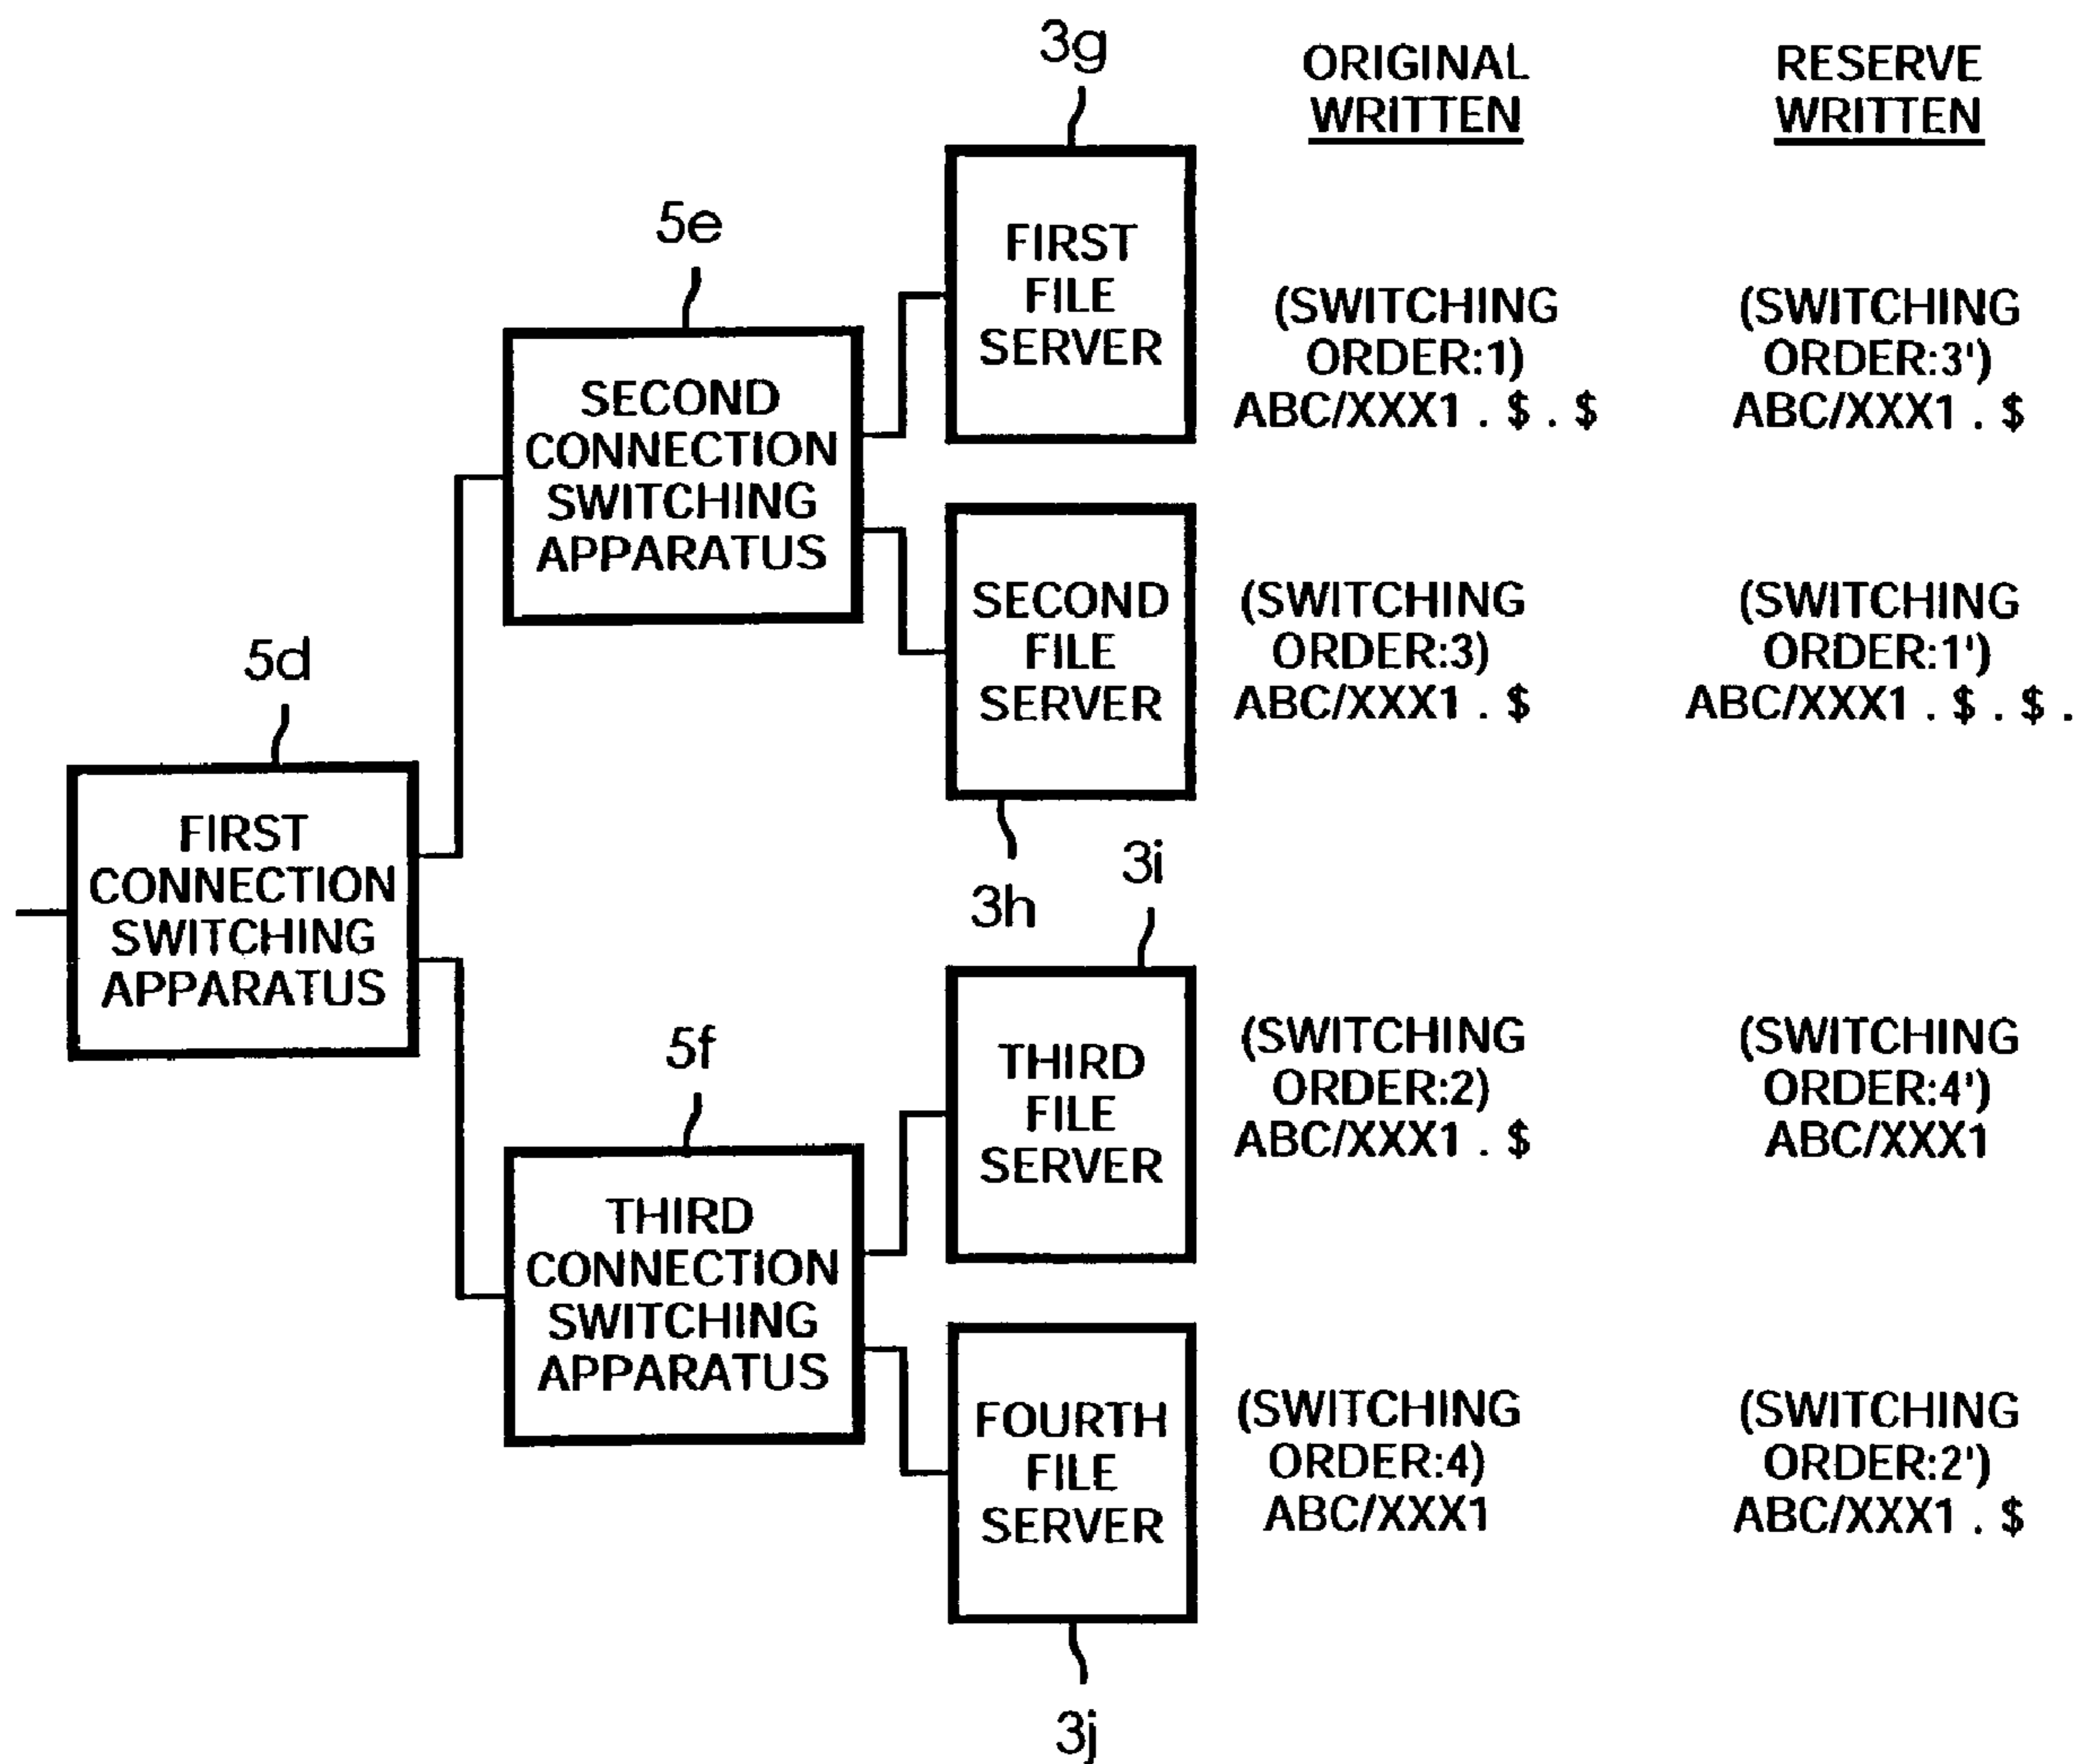 3g
ORIGINAL
WRITTEN
RESERVE
WRITTEN
5e
FIRST
FILE
SERVER
(SWITCHING
ORDER:1)
ABC/XXX1 . $ . $
(SWITCHING
ORDER:3')
ABC/XXX1 . $
SECOND
CONNECTION
SWITCHING
APPARATUS
SECOND
FILE
SERVER
(SWITCHING
ORDER:3)
ABC/XXX1 . $
(SWITCHING
ORDER:1')
ABC/XXX1 . $ . $ .
5d
FIRST
CONNECTION
SWITCHING
APPARATUS
3h
3i
5f
THIRD
FILE
SERVER
(SWITCHING
ORDER:2)
ABC/XXX1 . $
(SWITCHING
ORDER:4')
ABC/XXX1
THIRD
CONNECTION
SWITCHING
APPARATUS
FOURTH
FILE
SERVER
(SWITCHING
ORDER:4)
ABC/XXX1
(SWITCHING
ORDER:2')
ABC/XXX1 . $
3j